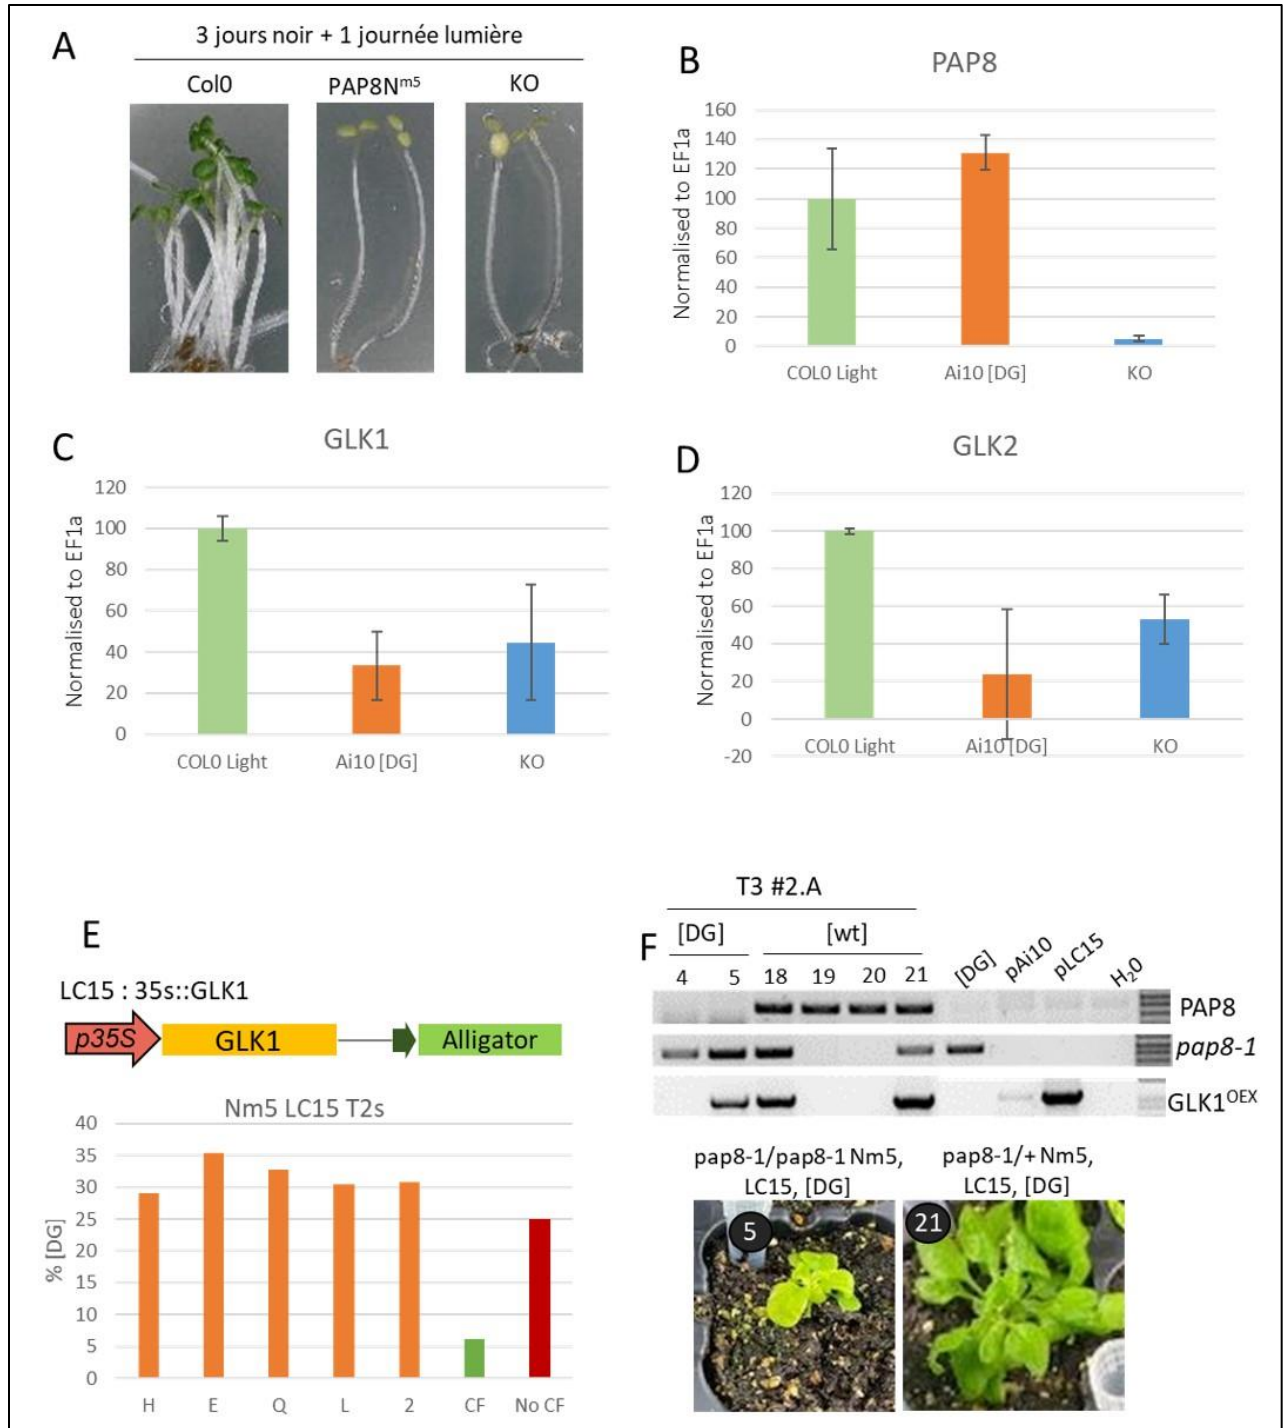 A
3 jours noir + 1 journée lumière
Col0
PAP8Nᵐ⁵
KO
B
PAP8
Normalised to EF1a
160
140
120
100
80
60
40
20
0
COL0 Light
Ai10 [DG]
KO
C
GLK1
Normalised to EF1a
120
100
80
60
40
20
0
COL0 Light
Ai10 [DG]
KO
D
GLK2
Normalised to EF1a
120
100
80
60
40
20
0
-20
COL0 Light
Ai10 [DG]
KO
E
LC15 : 35s::GLK1
p35S
GLK1
Alligator
Nm5 LC15 T2s
% [DG]
40
35
30
25
20
15
10
5
0
H
E
Q
L
2
CF
No CF
F
T3 #2.A
[DG]
[wt]
4
5
18
19
20
21
[DG]
pAi10
pLC15
H₂0
PAP8
pap8-1
GLK1ᴼᴱˣ
pap8-1/pap8-1 Nm5,
LC15, [DG]
5
pap8-1/+ Nm5,
LC15, [DG]
21